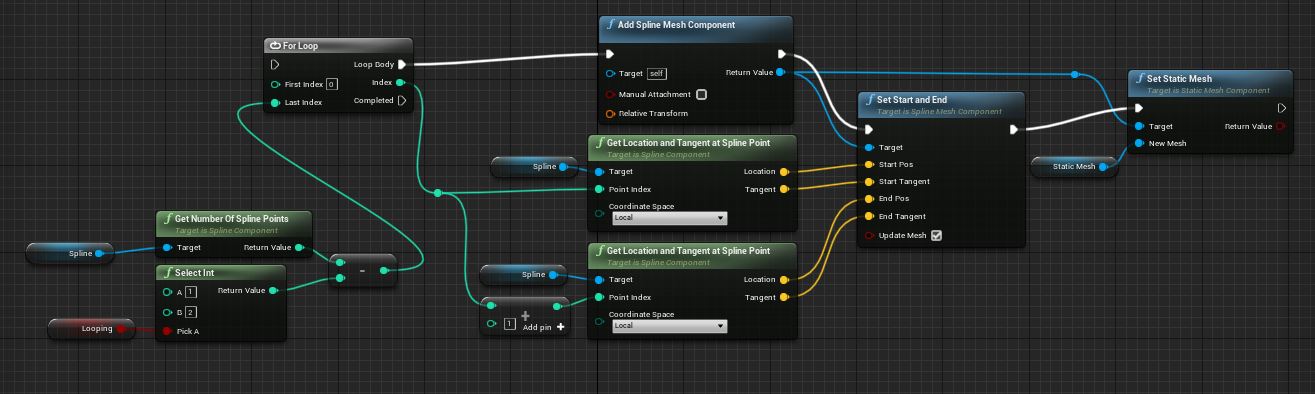 For Loop
Loop Body
First Index 0
Index
Last Index
Completed
Add Spline Mesh Component
Target self
Return Value
Manual Attachment
Relative Transform
Set Start and End
Target is Spline Mesh Component
Target
Start Pos
Start Tangent
End Pos
End Tangent
Update Mesh
Set Static Mesh
Target is Static Mesh Component
Target
Return Value
New Mesh
Static Mesh
Spline
Get Location and Tangent at Spline Point
Target is Spline Component
Target
Location
Point Index
Tangent
Coordinate Space
Local
Spline
Get Number Of Spline Points
Target is Spline Component
Target
Return Value
-
Select Int
A 1
Return Value
B 2
Pick A
Looping
Spline
Get Location and Tangent at Spline Point
Target is Spline Component
Target
Location
Point Index
Tangent
Coordinate Space
Local
+
1
Add pin +